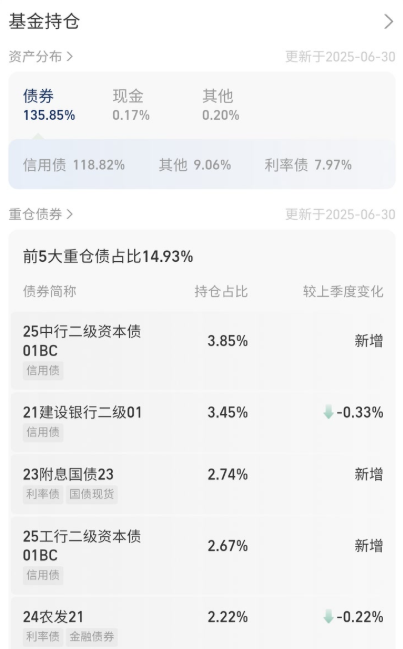 基金持仓
资产分布 更新于2025-06-30
债券 现金 其他
135.85% 0.17% 0.20%
信用债 118.82% 其他 9.06% 利率债 7.97%
重仓债券 更新于2025-06-30
前5大重仓债占比14.93%
债券简称 持仓占比 较上季度变化
25中行二级资本债
01BC 3.85% 新增
信用债
21建设银行二级01 3.45% -0.33%
信用债
23附息国债23 2.74% 新增
利率债 国债现货
25工行二级资本债
01BC 2.67% 新增
信用债
24农发21 2.22% -0.22%
利率债 金融债券